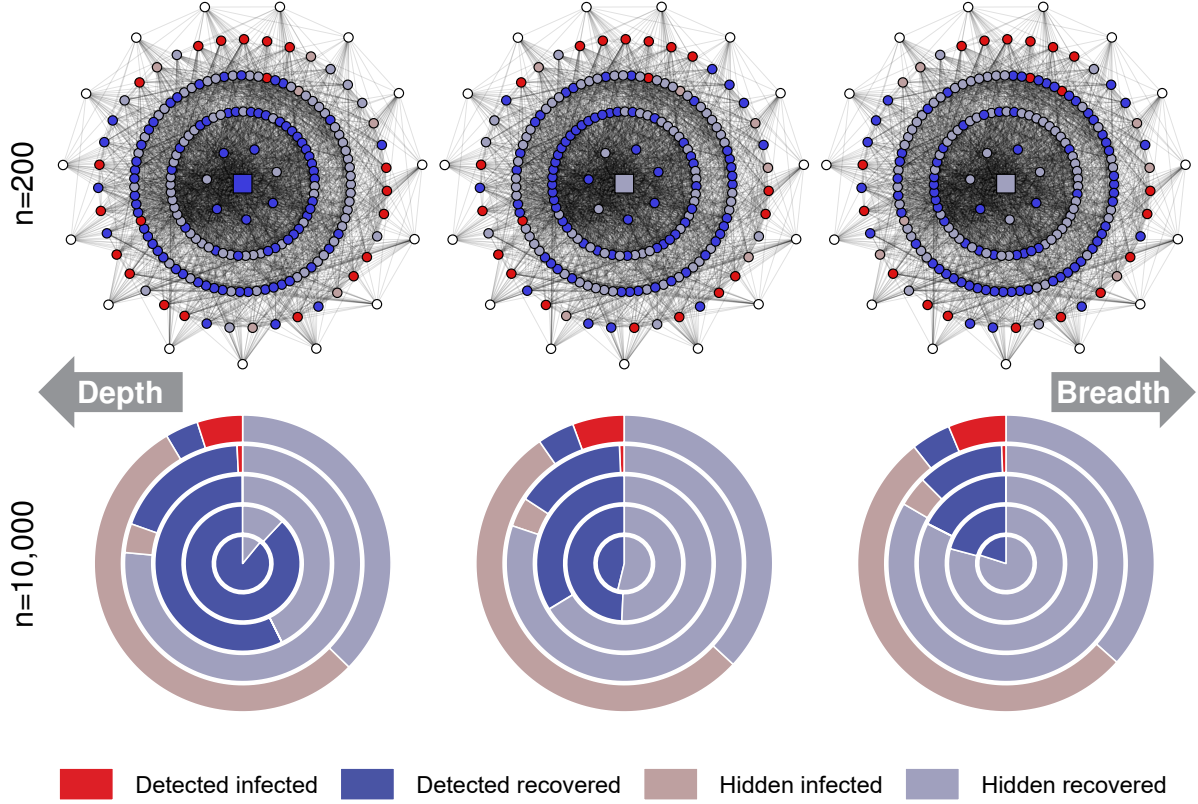 n=200
Depth
Breadth
n=10,000
Detected infected
Detected recovered
Hidden infected
Hidden recovered